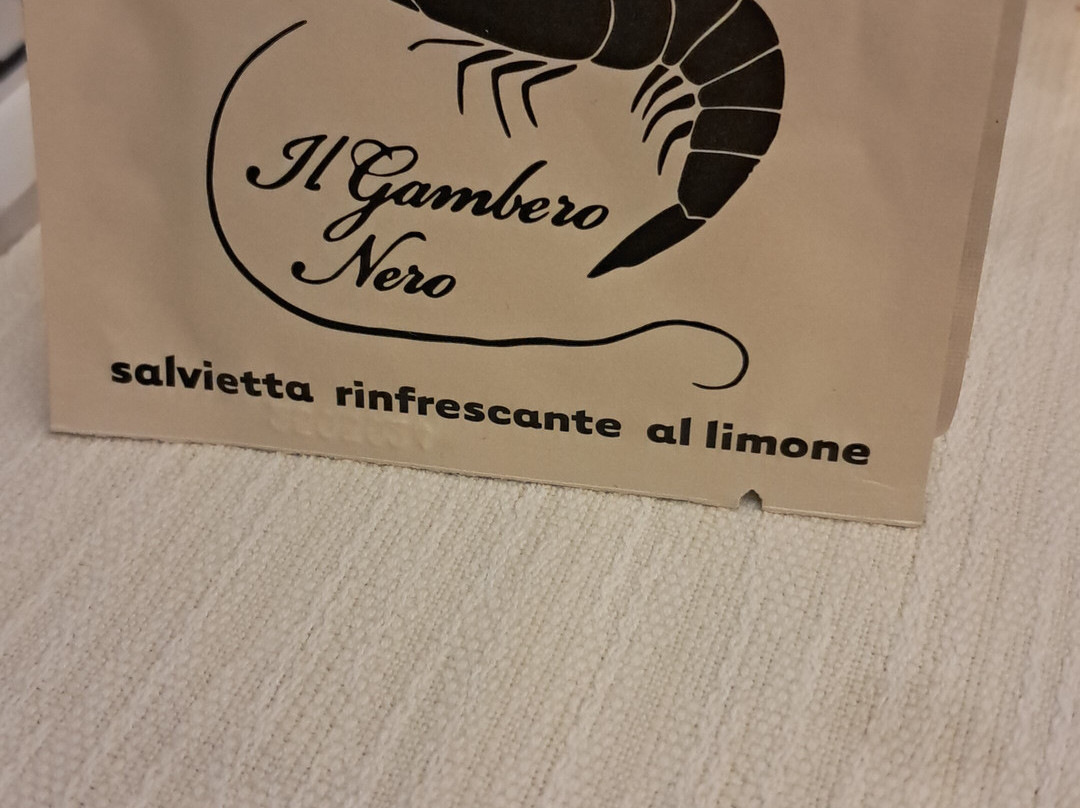 Il Gambero
Nero
salvietta rinfrescante al limone